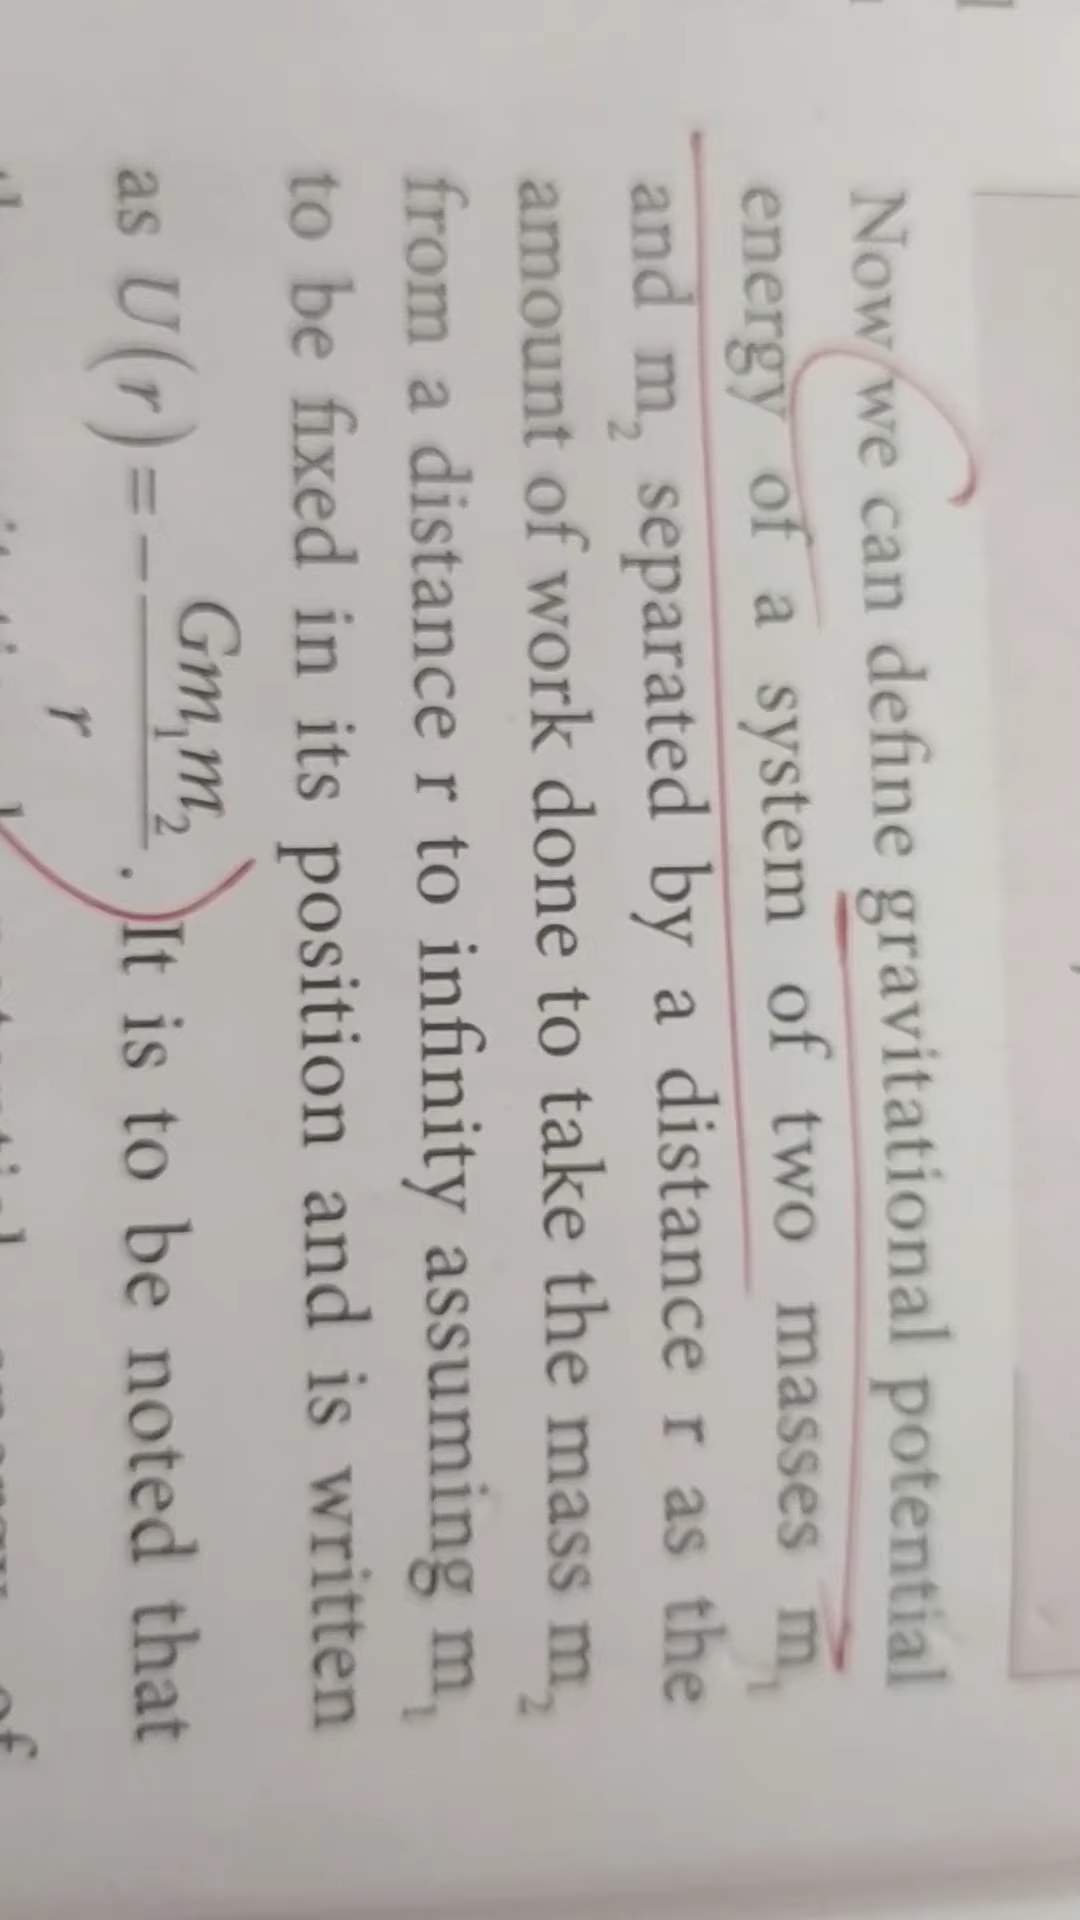 Now we can define gravitational potential
energy of a system of two masses m₁
and m₂ separated by a distance r as the
amount of work done to take the mass m₂
from a distance r to infinity assuming m₁
to be fixed in its position and is written
as U(r) = - Gm₁m₂ / r . It is to be noted that